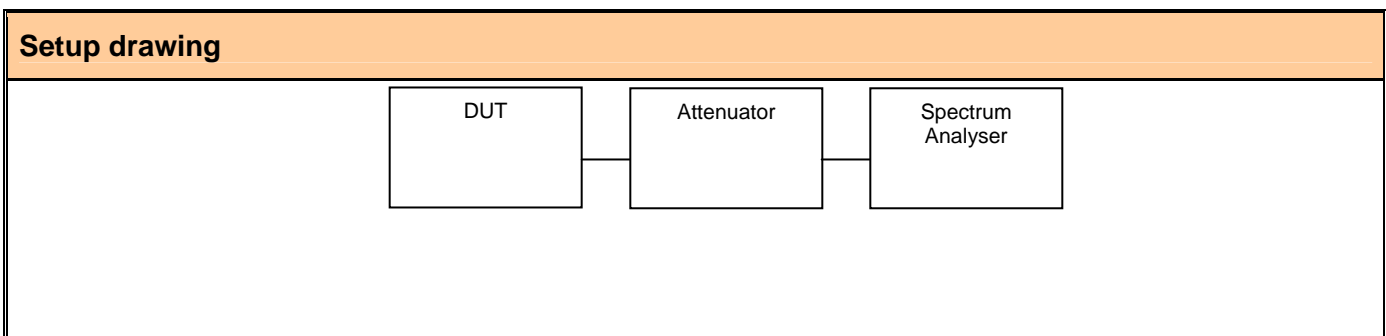 Setup drawing
DUT
Attenuator
Spectrum
Analyser